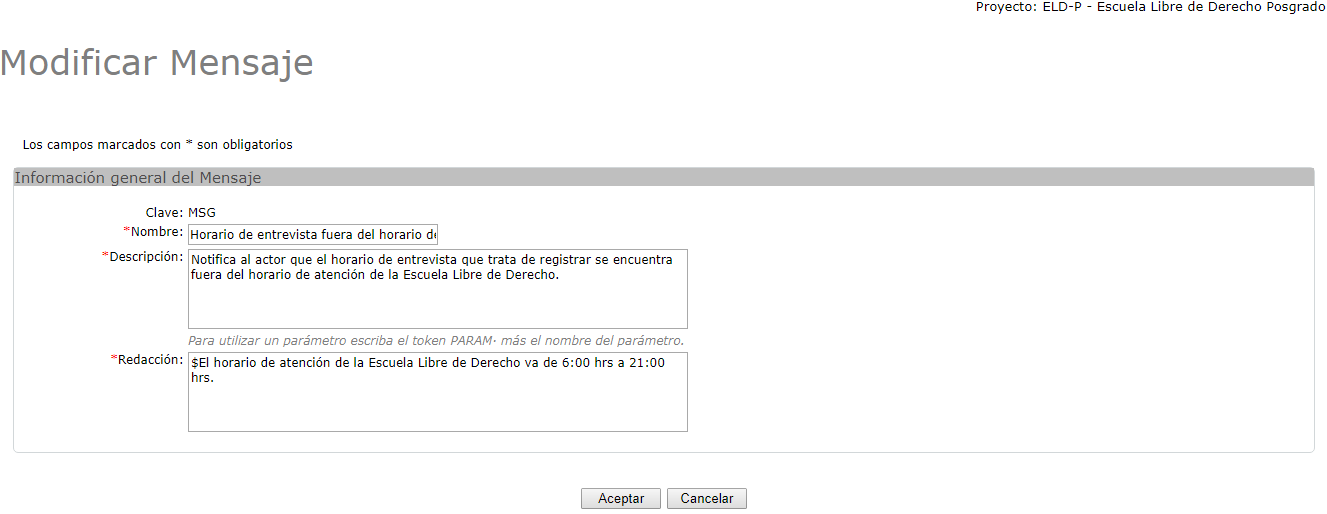 Proyecto: ELD-P - Escuela Libre de Derecho Posgrado
Modificar Mensaje
Los campos marcados con * son obligatorios
Información general del Mensaje
Clave: MSG
*Nombre: Horario de entrevista fuera del horario de
*Descripción: Notifica al actor que el horario de entrevista que trata de registrar se encuentra
fuera del horario de atención de la Escuela Libre de Derecho.
Para utilizar un parámetro escriba el token PARAM· más el nombre del parámetro.
*Redacción: $El horario de atención de la Escuela Libre de Derecho va de 6:00 hrs a 21:00
hrs.
Aceptar Cancelar